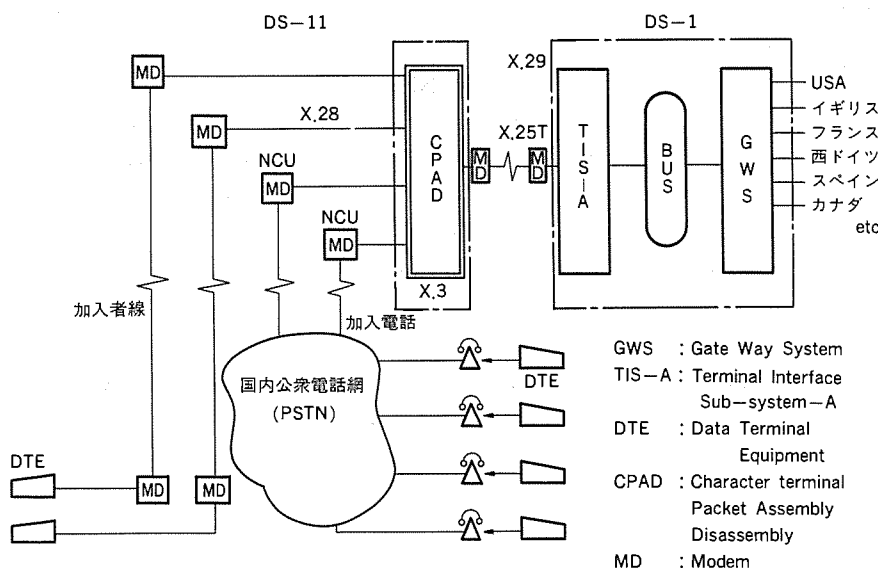 DS-11
DS-1
MD
X.29
USA
MD
X.28
X.25T
イギリス
フランス
西ドイツ
スペイン
カナダ
etc
NCU
MD
CPAD
MD
MD
TIS-A
BUS
GWS
NCU
MD
X.3
加入者線
加入電話
国内公衆電話網
(PSTN)
DTE
DTE
MD
MD
GWS : Gate Way System
TIS-A : Terminal Interface
Sub-system-A
DTE : Data Terminal
Equipment
CPAD : Character terminal
Packet Assembly
Disassembly
MD : Modem